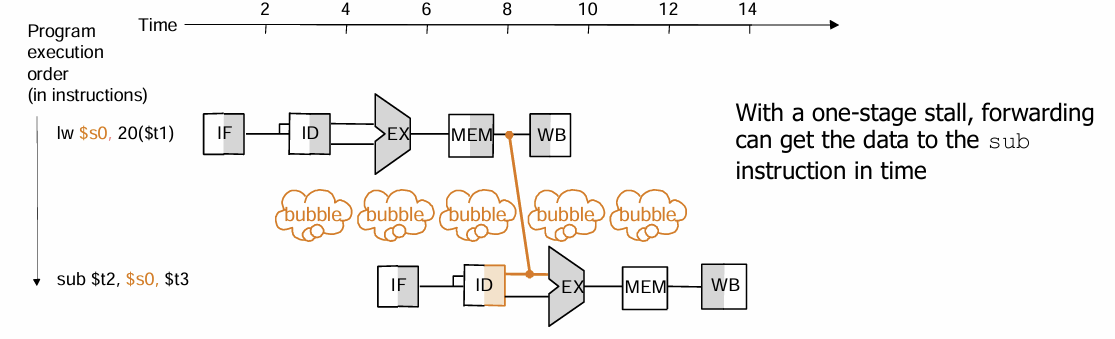 2 4 6 8 10 12 14
Time
Program
execution
order
(in instructions)
lw $s0, 20($t1)
IF ID EX MEM WB
With a one-stage stall, forwarding
can get the data to the sub
instruction in time
bubble bubble bubble bubble bubble
sub $t2, $s0, $t3
IF ID EX MEM WB